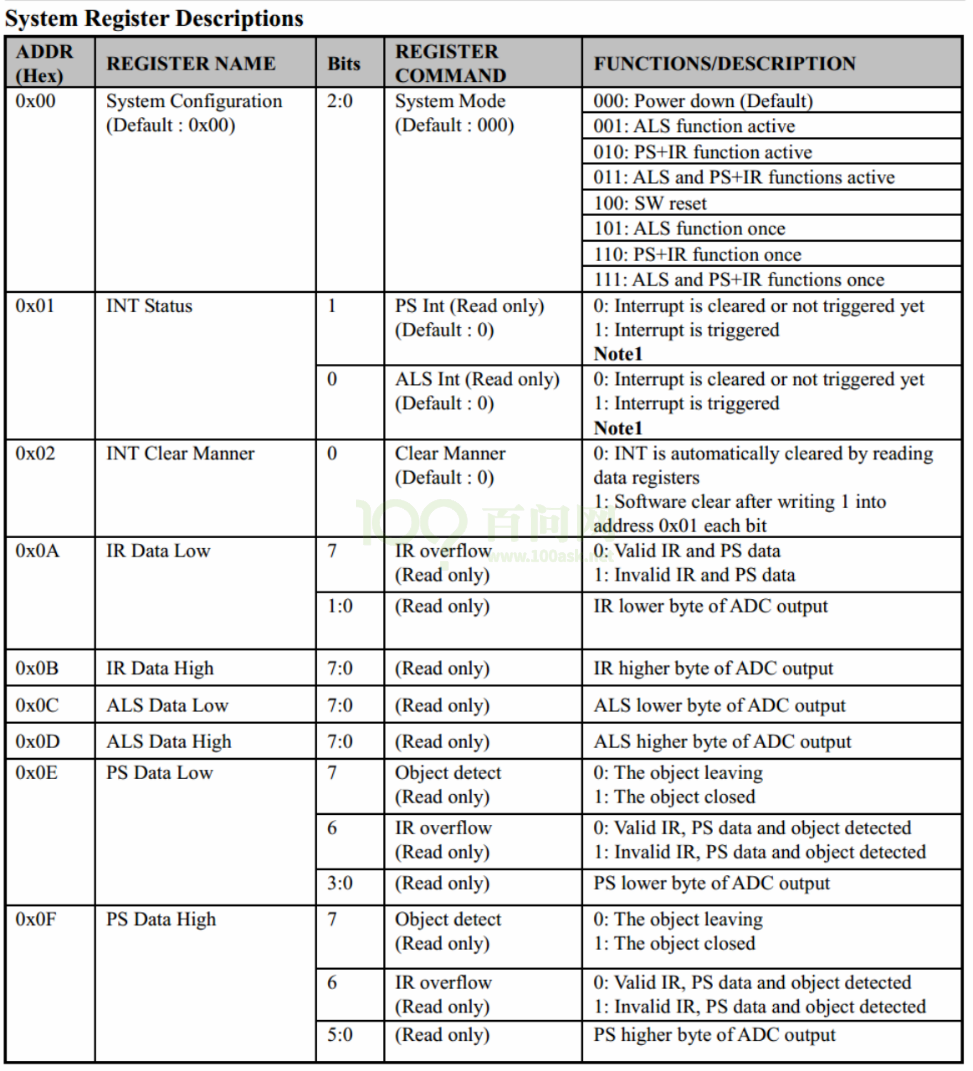 System Register Descriptions
ADDR (Hex) REGISTER NAME Bits REGISTER COMMAND FUNCTIONS/DESCRIPTION
0x00 System Configuration (Default : 0x00) 2:0 System Mode (Default : 000) 000: Power down (Default)
001: ALS function active
010: PS+IR function active
011: ALS and PS+IR functions active
100: SW reset
101: ALS function once
110: PS+IR function once
111: ALS and PS+IR functions once
0x01 INT Status 1 PS Int (Read only) 0: Interrupt is cleared or not triggered yet
(Default : 0) 1: Interrupt is triggered
Note1
0 ALS Int (Read only) 0: Interrupt is cleared or not triggered yet
(Default : 0) 1: Interrupt is triggered
Note1
0x02 INT Clear Manner 0 Clear Manner 0: INT is automatically cleared by reading
(Default : 0) data registers
1: Software clear after writing 1 into
address 0x01 each bit
100 百问网
www.100ask.net
0x0A IR Data Low 7 IR overflow 0: Valid IR and PS data
(Read only) 1: Invalid IR and PS data
1:0 (Read only) IR lower byte of ADC output
0x0B IR Data High 7:0 (Read only) IR higher byte of ADC output
0x0C ALS Data Low 7:0 (Read only) ALS lower byte of ADC output
0x0D ALS Data High 7:0 (Read only) ALS higher byte of ADC output
0x0E PS Data Low 7 Object detect 0: The object leaving
(Read only) 1: The object closed
6 IR overflow 0: Valid IR, PS data and object detected
(Read only) 1: Invalid IR, PS data and object detected
3:0 (Read only) PS lower byte of ADC output
0x0F PS Data High 7 Object detect 0: The object leaving
(Read only) 1: The object closed
6 IR overflow 0: Valid IR, PS data and object detected
(Read only) 1: Invalid IR, PS data and object detected
5:0 (Read only) PS higher byte of ADC output